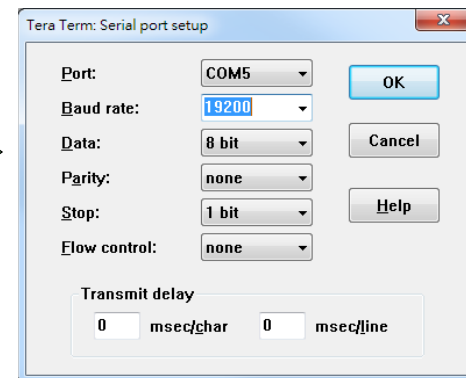 Tera Term: Serial port setup
Port: COM5 OK
Baud rate: 19200
Data: 8 bit Cancel
Parity: none
Stop: 1 bit Help
Flow control: none
Transmit delay
0 msec/char 0 msec/line